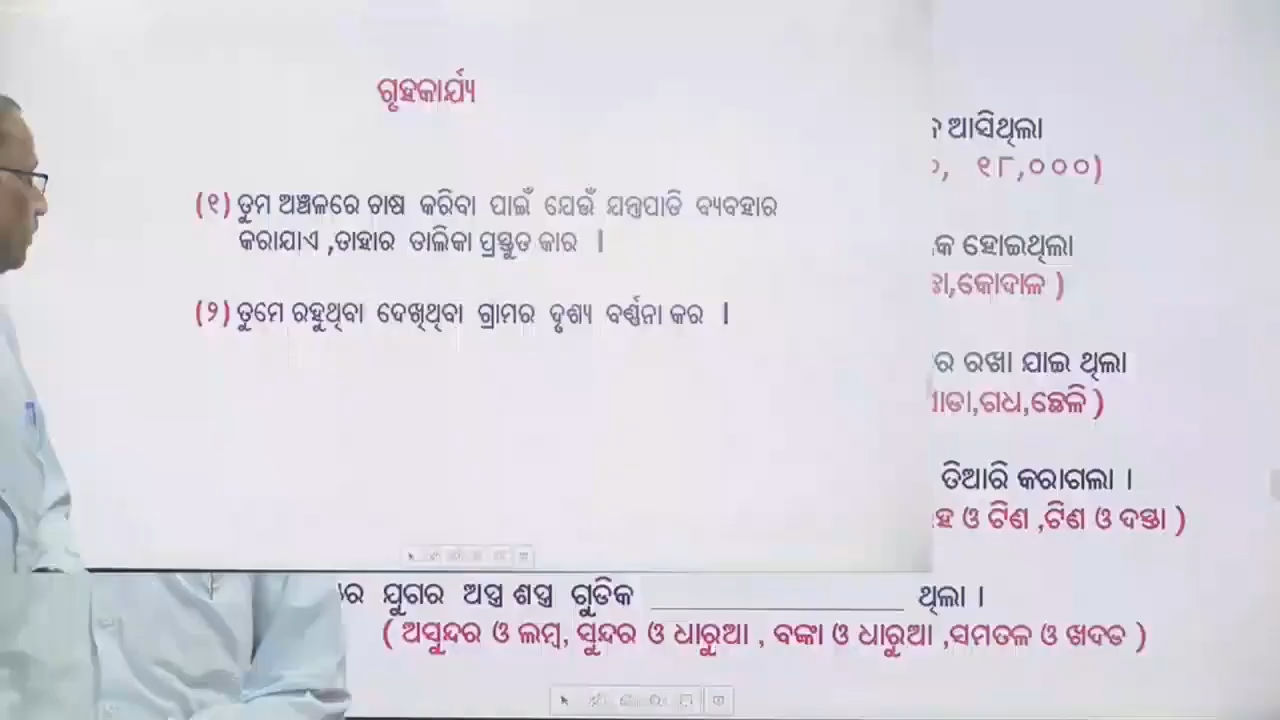 ଗୃହକାର୍ଯ୍ୟ
(୧) ତୁମ ଅଞ୍ଚଳରେ ଚାଷ କରିବା ପାଇଁ ଯେଉଁ ଯନ୍ତ୍ରପାତି ବ୍ୟବହାର
କରାଯାଏ ,ତାହାର ତାଲିକା ପ୍ରସ୍ତୁତ କାର ।
(୨) ତୁମେ ରହୁଥିବା ଦେଖିଥିବା ଗ୍ରାମର ଦୃଶ୍ୟ ବର୍ଣ୍ଣନା କର ।
ଆସିଥିଲା
୧୮,୦୦୦)
ହୋଇଥିଲା
,କୋଦାଳ )
ରଖା ଯାଇ ଥିଲା
,ଗଧ,ଛେଳି )
ତିଆରି କରାଗଲା ।
ଓ ଟିଣ ,ଟିଣ ଓ ଦସ୍ତା )
ଯୁଗର ଅସ୍ତ୍ର ଶସ୍ତ୍ର ଗୁଡିକ ____________ ଥିଲା ।
( ଅସୁନ୍ଦର ଓ ଲମ୍ବ, ସୁନ୍ଦର ଓ ଧାରୁଆ , ବଙ୍କା ଓ ଧାରୁଆ ,ସମତଳ ଓ ଖଦଡ )